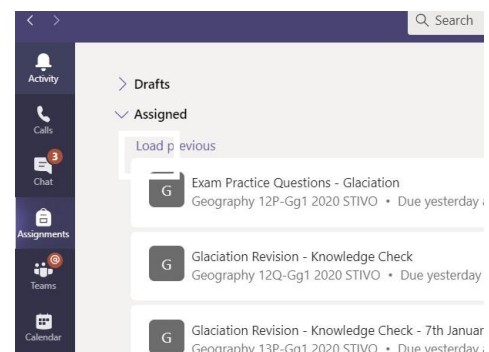 Search
Activity
Drafts
Assigned
Calls
Load previous
3
Chat
G
Exam Practice Questions - Glaciation
Geography 12P-Gg1 2020 STIVO • Due yesterday
Assignments
G
Glaciation Revision - Knowledge Check
Geography 12Q-Gg1 2020 STIVO • Due yesterday
@
Teams
Calendar
G
Glaciation Revision - Knowledge Check - 7th
Geography 13P-Gg1 2020 STIVO • Due yesterday